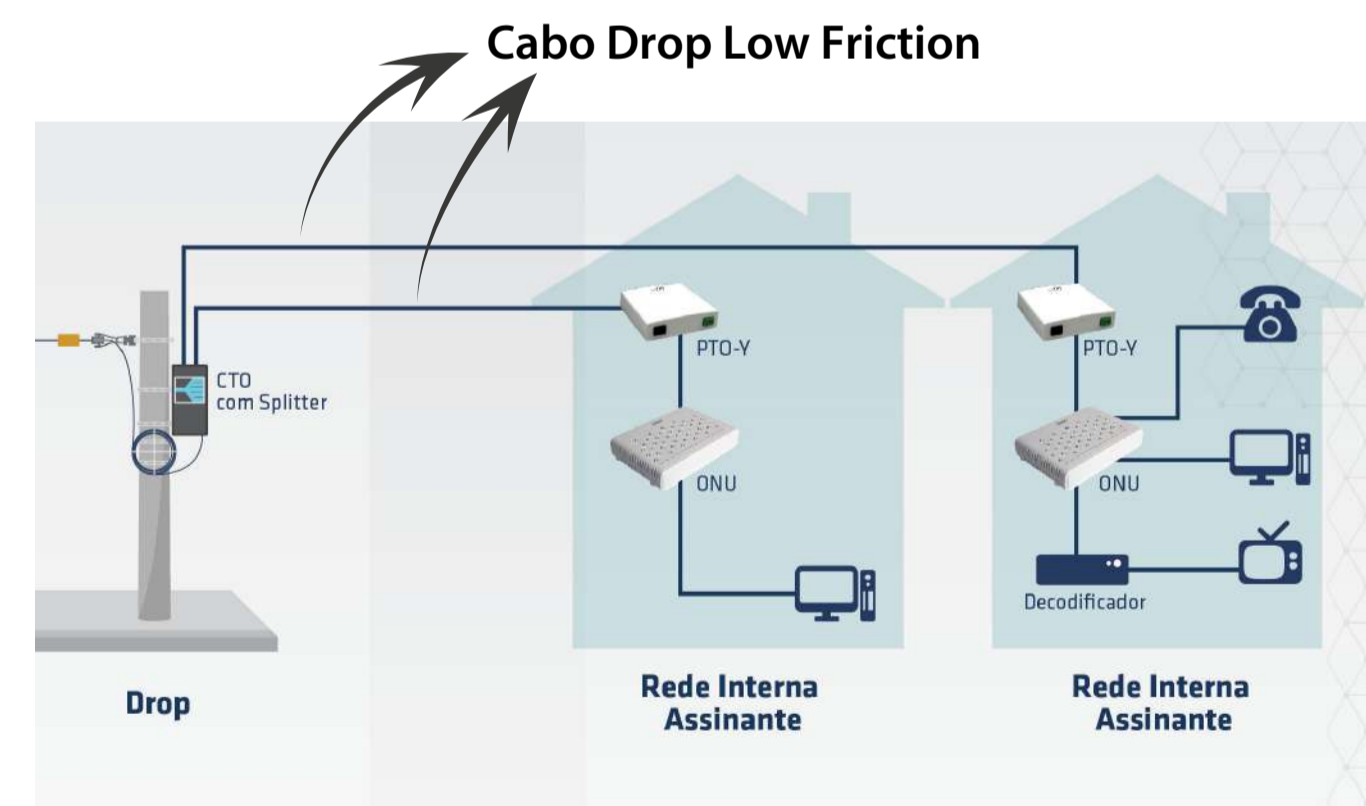 Cabo Drop Low Friction
CTO
com Splitter
PTO-Y
ONU
PTO-Y
ONU
Decodificador
Drop
Rede Interna
Assinante
Rede Interna
Assinante